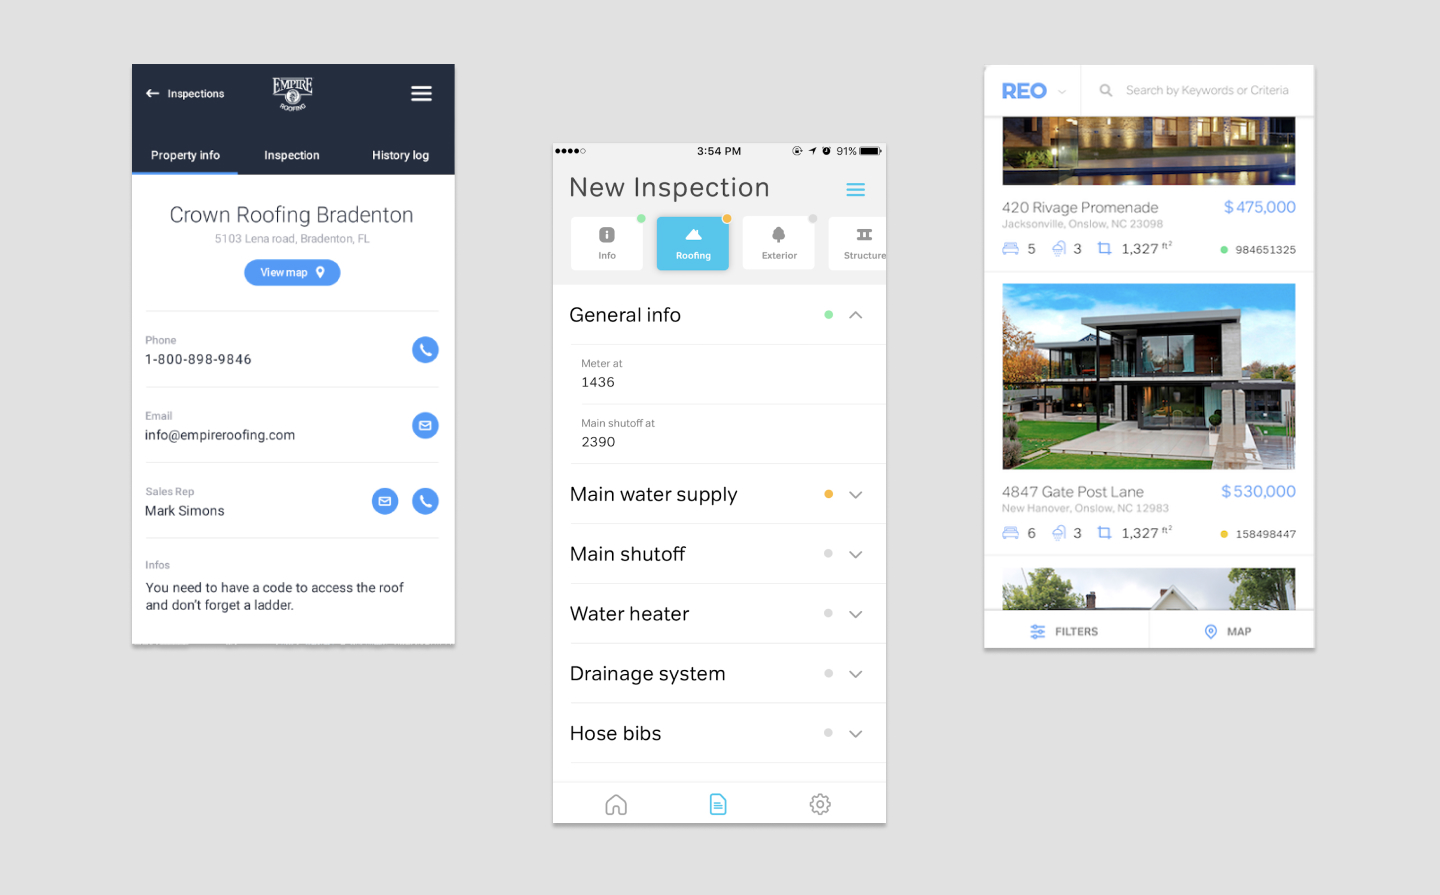 Inspections
EMPIRE
ROOFING
Property info
Inspection
History log
Crown Roofing Bradenton
5103 Lena road, Bradenton, FL
View map
Phone
1-800-898-9846
Email
info@empireroofing.com
Sales Rep
Mark Simons
Infos
You need to have a code to access the roof
and don't forget a ladder.
3:54 PM
91%
New Inspection
Info
Roofing
Exterior
Structure
General info
Meter at
1436
Main shutoff at
2390
Main water supply
Main shutoff
Water heater
Drainage system
Hose bibs
REO
Search by Keywords or Criteria
420 Rivage Promenade
$475,000
Jacksonville, Onslow, NC 23098
5
3
1,327 ft²
984651325
4847 Gate Post Lane
$530,000
New Hanover, Onslow, NC 12983
6
3
1,327 ft²
158498447
FILTERS
MAP